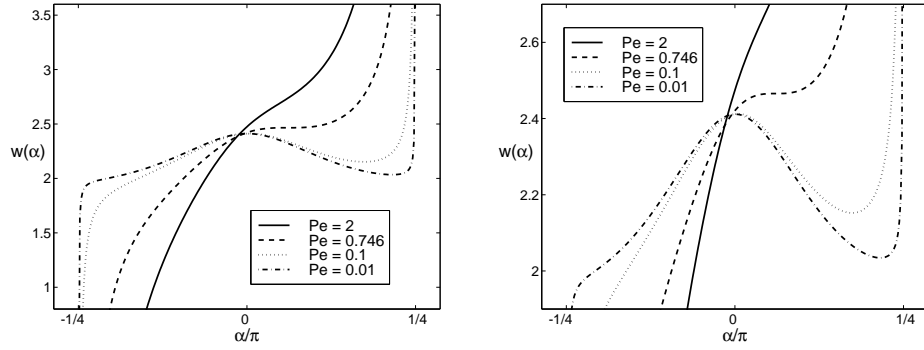 3.5
3
2.5
w(α)
2
1.5
1
Pe = 2
Pe = 0.746
Pe = 0.1
Pe = 0.01
-1/4
0
1/4
α/π
2.6
2.4
w(α)
2.2
2
Pe = 2
Pe = 0.746
Pe = 0.1
Pe = 0.01
-1/4
0
1/4
α/π